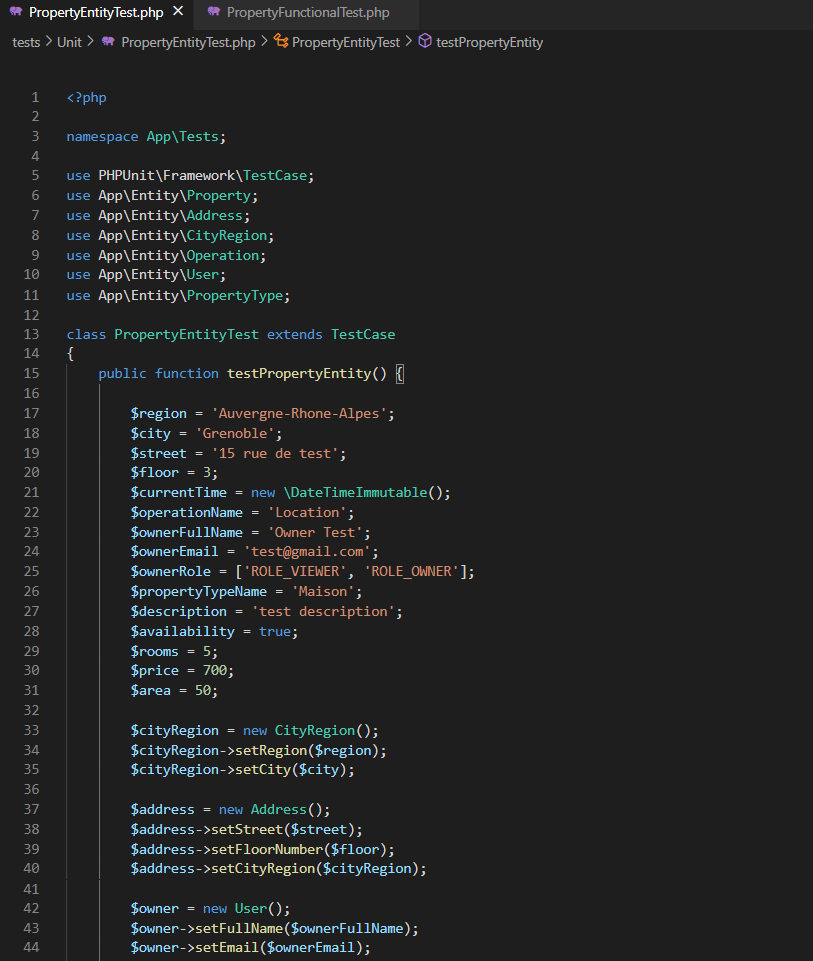 PropertyEntityTest.php × PropertyFunctionalTest.php
tests > Unit > PropertyEntityTest.php > PropertyEntityTest > testPropertyEntity
1 <?php
2
3 namespace App\Tests;
4
5 use PHPUnit\Framework\TestCase;
6 use App\Entity\Property;
7 use App\Entity\Address;
8 use App\Entity\CityRegion;
9 use App\Entity\Operation;
10 use App\Entity\User;
11 use App\Entity\PropertyType;
12
13 class PropertyEntityTest extends TestCase
14 {
15 public function testPropertyEntity() {
16
17 $region = 'Auvergne-Rhone-Alpes';
18 $city = 'Grenoble';
19 $street = '15 rue de test';
20 $floor = 3;
21 $currentTime = new \DateTimeImmutable();
22 $operationName = 'Location';
23 $ownerFullName = 'Owner Test';
24 $ownerEmail = 'test@gmail.com';
25 $ownerRole = ['ROLE_VIEWER', 'ROLE_OWNER'];
26 $propertyTypeName = 'Maison';
27 $description = 'test description';
28 $availability = true;
29 $rooms = 5;
30 $price = 700;
31 $area = 50;
32
33 $cityRegion = new CityRegion();
34 $cityRegion->setRegion($region);
35 $cityRegion->setCity($city);
36
37 $address = new Address();
38 $address->setStreet($street);
39 $address->setFloorNumber($floor);
40 $address->setCityRegion($cityRegion);
41
42 $owner = new User();
43 $owner->setFullName($ownerFullName);
44 $owner->setEmail($ownerEmail);